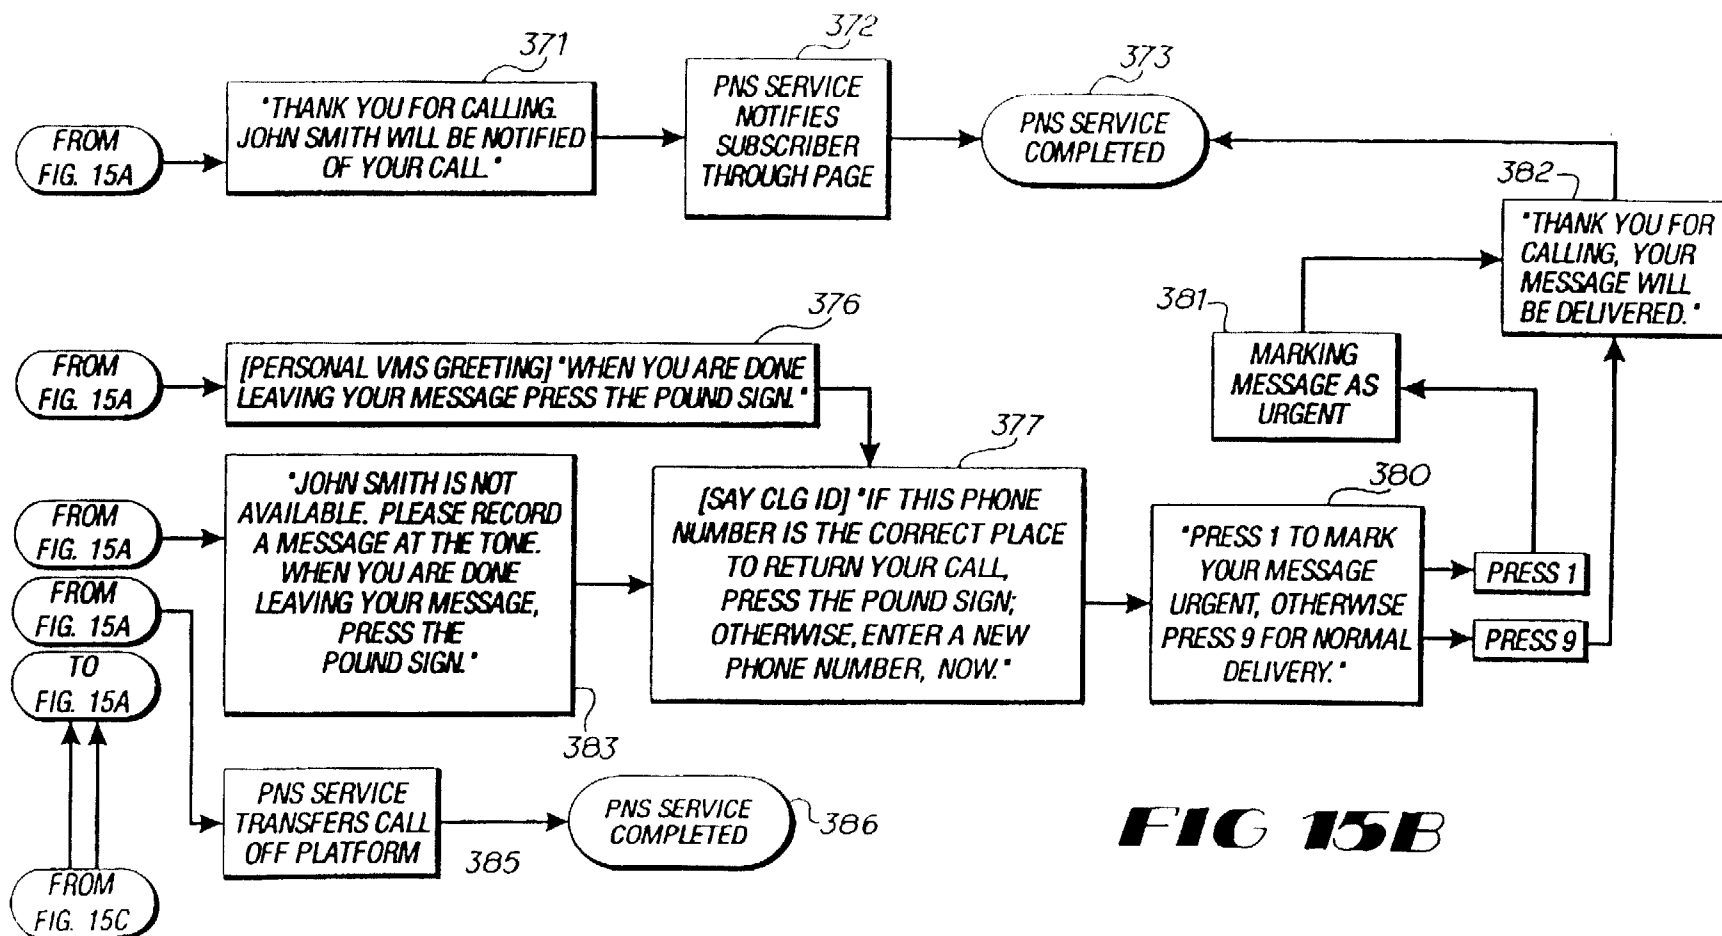 371
372
373
FROM
FIG. 15A
"THANK YOU FOR CALLING.
JOHN SMITH WILL BE NOTIFIED
OF YOUR CALL."
PNS SERVICE
NOTIFIES
SUBSCRIBER
THROUGH PAGE
PNS SERVICE
COMPLETED
382
"THANK YOU FOR
CALLING, YOUR
MESSAGE WILL
BE DELIVERED."
376
FROM
FIG. 15A
[PERSONAL VMS GREETING] "WHEN YOU ARE DONE
LEAVING YOUR MESSAGE PRESS THE POUND SIGN."
381
MARKING
MESSAGE AS
URGENT
FROM
FIG. 15A
"JOHN SMITH IS NOT
AVAILABLE. PLEASE RECORD
A MESSAGE AT THE TONE.
WHEN YOU ARE DONE
LEAVING YOUR MESSAGE,
PRESS THE
POUND SIGN."
383
377
[SAY CLG ID] "IF THIS PHONE
NUMBER IS THE CORRECT PLACE
TO RETURN YOUR CALL,
PRESS THE POUND SIGN;
OTHERWISE, ENTER A NEW
PHONE NUMBER, NOW."
380
"PRESS 1 TO MARK
YOUR MESSAGE
URGENT, OTHERWISE
PRESS 9 FOR NORMAL
DELIVERY."
PRESS 1
PRESS 9
FROM
FIG. 15A
TO
FIG. 15A
PNS SERVICE
TRANSFERS CALL
OFF PLATFORM
385
PNS SERVICE
COMPLETED
386
FROM
FIG. 15C
FIG 15B